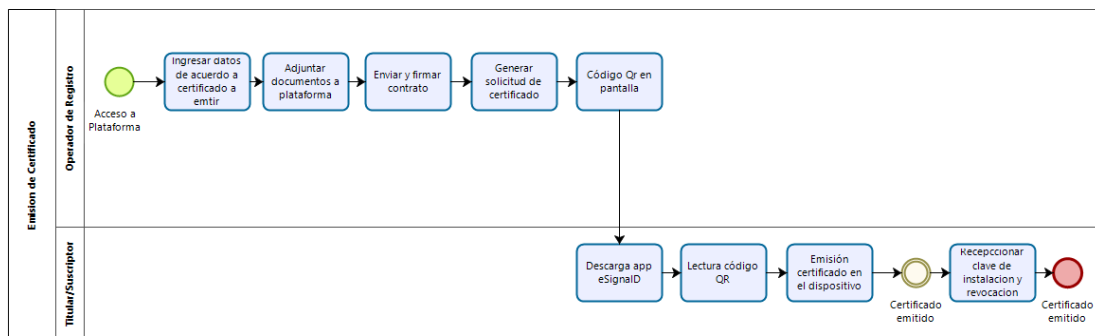 Emision de Certificado
Operador de Registro
Acceso a
Plataforma
Ingresar datos
de acuerdo a
certificado a
emtir
Adjuntar
documentos a
plataforma
Enviar y firmar
contrato
Generar
solicitud de
certificado
Código Qr en
pantalla
Titular/Suscriptor
Descarga app
eSignaID
Lectura código
QR
Emisión
certificado en
el dispositivo
Certificado
emitido
Recepccionar
clave de
instalacion y
revocacion
Certificado
emitido